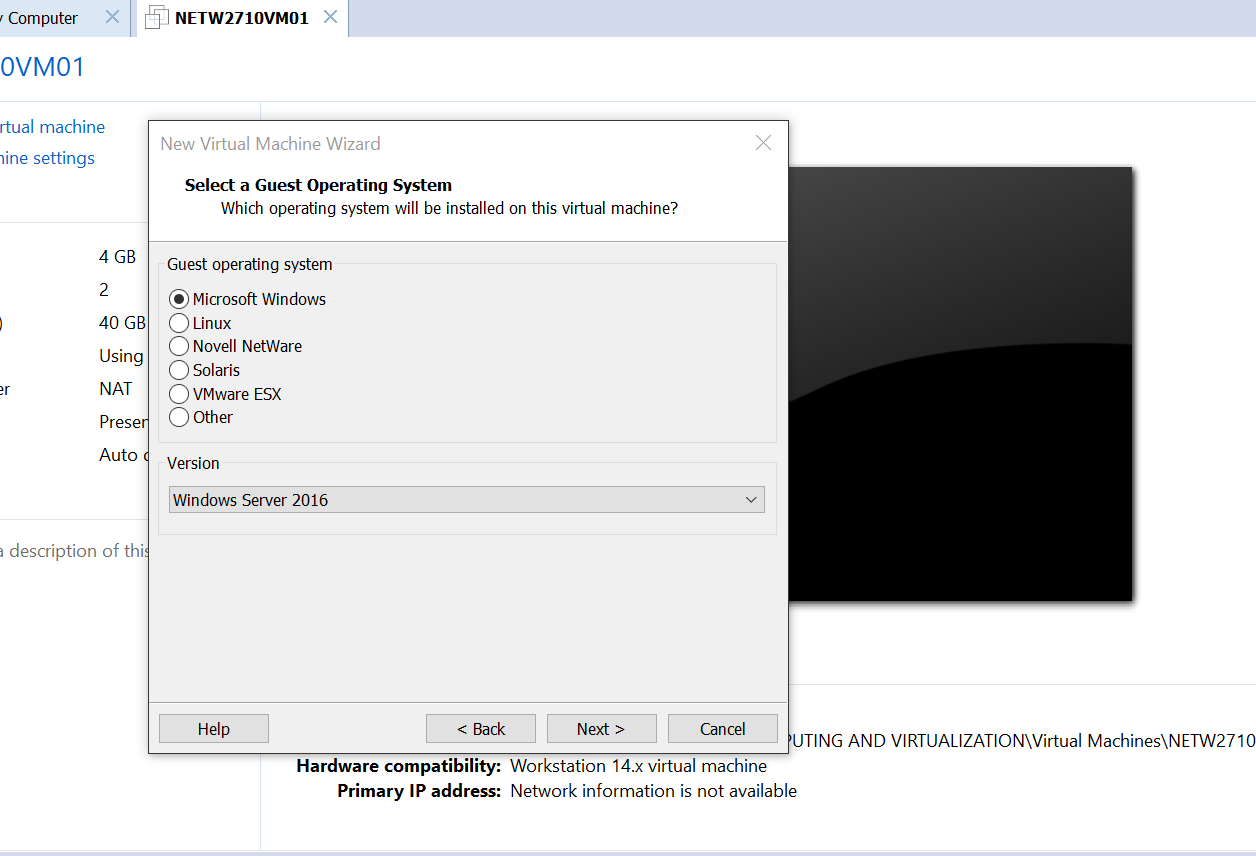 Computer
NETW2710VM01
0VM01
rtual machine
settings
New Virtual Machine Wizard
Select a Guest Operating System
Which operating system will be installed on this virtual machine?
4 GB
2
40 GB
Using
NAT
Presen
Auto
a description of this
Guest operating system
Microsoft Windows
Linux
Novell NetWare
Solaris
VMware ESX
Other
Version
Windows Server 2016
Help
< Back
Next >
Cancel
PUTING AND VIRTUALIZATION\Virtual Machines\NETW2710
Hardware compatibility: Workstation 14.x virtual machine
Primary IP address: Network information is not available